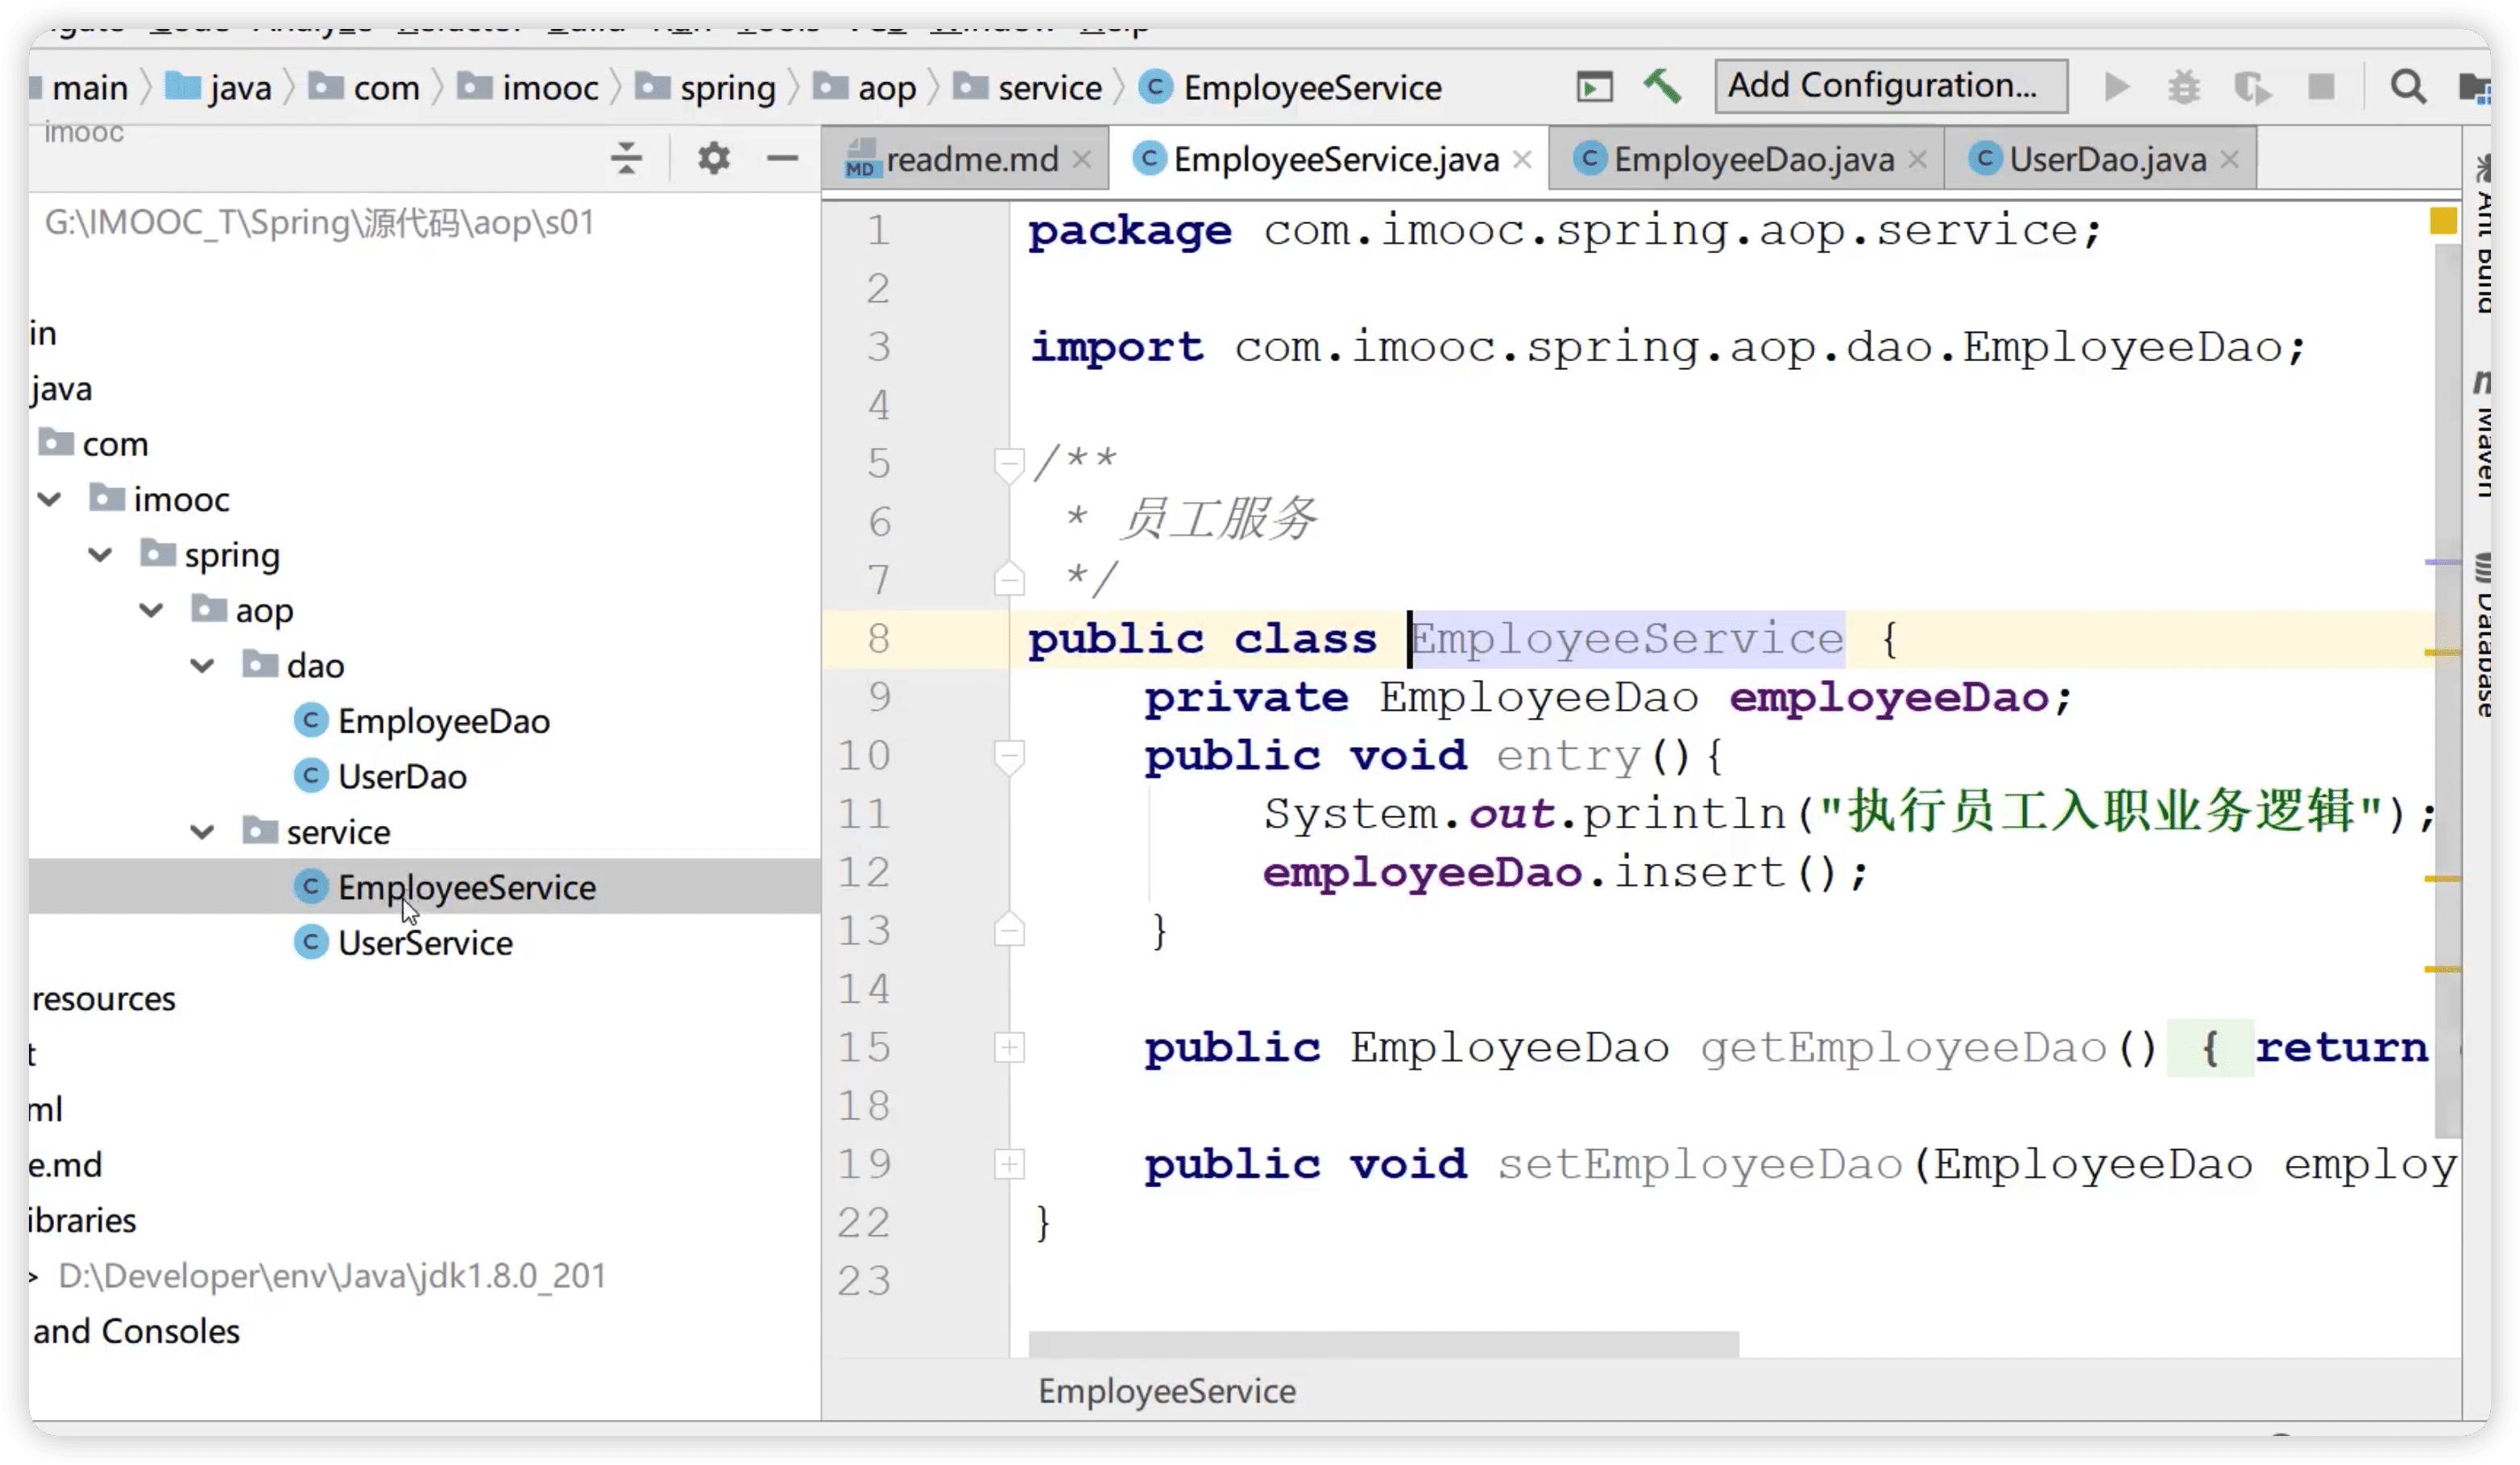 main java com imooc spring aop service EmployeeService Add Configuration...
imooc
readme.md EmployeeService.java EmployeeDao.java UserDao.java
G:\IMOOC_T\Spring\源代码\aop\s01
in
java
com
imooc
spring
aop
dao
EmployeeDao
UserDao
service
EmployeeService
UserService
resources
t
ml
e.md
ibraries
D:\Developer\env\Java\jdk1.8.0_201
and Consoles
1 package com.imooc.spring.aop.service;
2
3 import com.imooc.spring.aop.dao.EmployeeDao;
4
5 /**
6 * 员工服务
7 */
8 public class EmployeeService {
9 private EmployeeDao employeeDao;
10 public void entry(){
11 System.out.println("执行员工入职业务逻辑");
12 employeeDao.insert();
13 }
14
15 public EmployeeDao getEmployeeDao() { return
18
19 public void setEmployeeDao(EmployeeDao employ
22 }
23
EmployeeService
Ant Build
Maven
Database